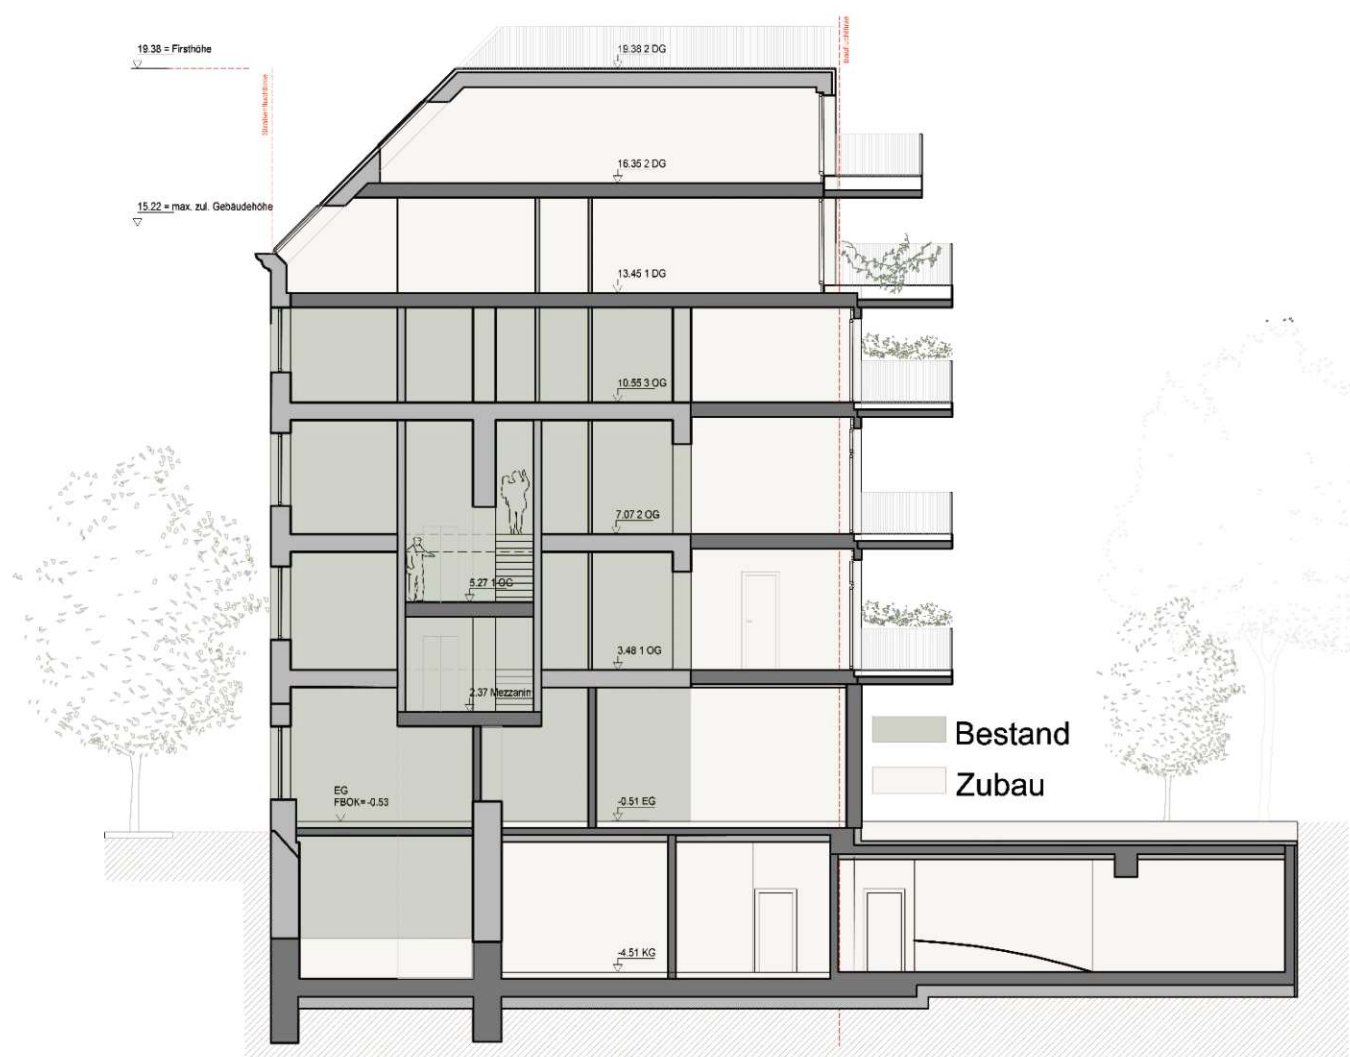 19.38 = Firsthöhe
19.38 2 DG
Baufluchtlinie
Straßenfluchtlinie
16.35 2 DG
15.22 = max. zul. Gebäudehöhe
13.45 1 DG
10.55 3 OG
7.07 2 OG
5.27 1 OG
3.48 1 OG
2.37 Mezzanin
Bestand
Zubau
EG
FBOK= -0.53
-0.51 EG
-4.51 KG